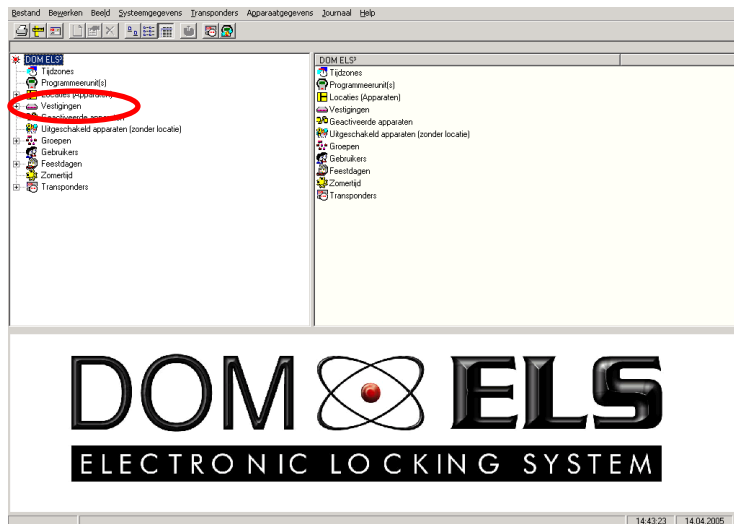 Bestand Bewerken Beeld Systeemgegevens Transponders Apparaatgegevens Journaal Help
DOM ELS³
Tijdzones
Programmeerunit(s)
Locaties (Apparaten)
Vestigingen
Geactiveerde apparaten
Uitgeschakeld apparaten (zonder locatie)
Groepen
Gebruikers
Feestdagen
Zomertijd
Transponders
DOM ELS³
Tijdzones
Programmeerunit(s)
Locaties (Apparaten)
Vestigingen
Geactiveerde apparaten
Uitgeschakeld apparaten (zonder locatie)
Groepen
Gebruikers
Feestdagen
Zomertijd
Transponders
DOM ELS
ELECTRONIC LOCKING SYSTEM
14:43:23 14.04.2005